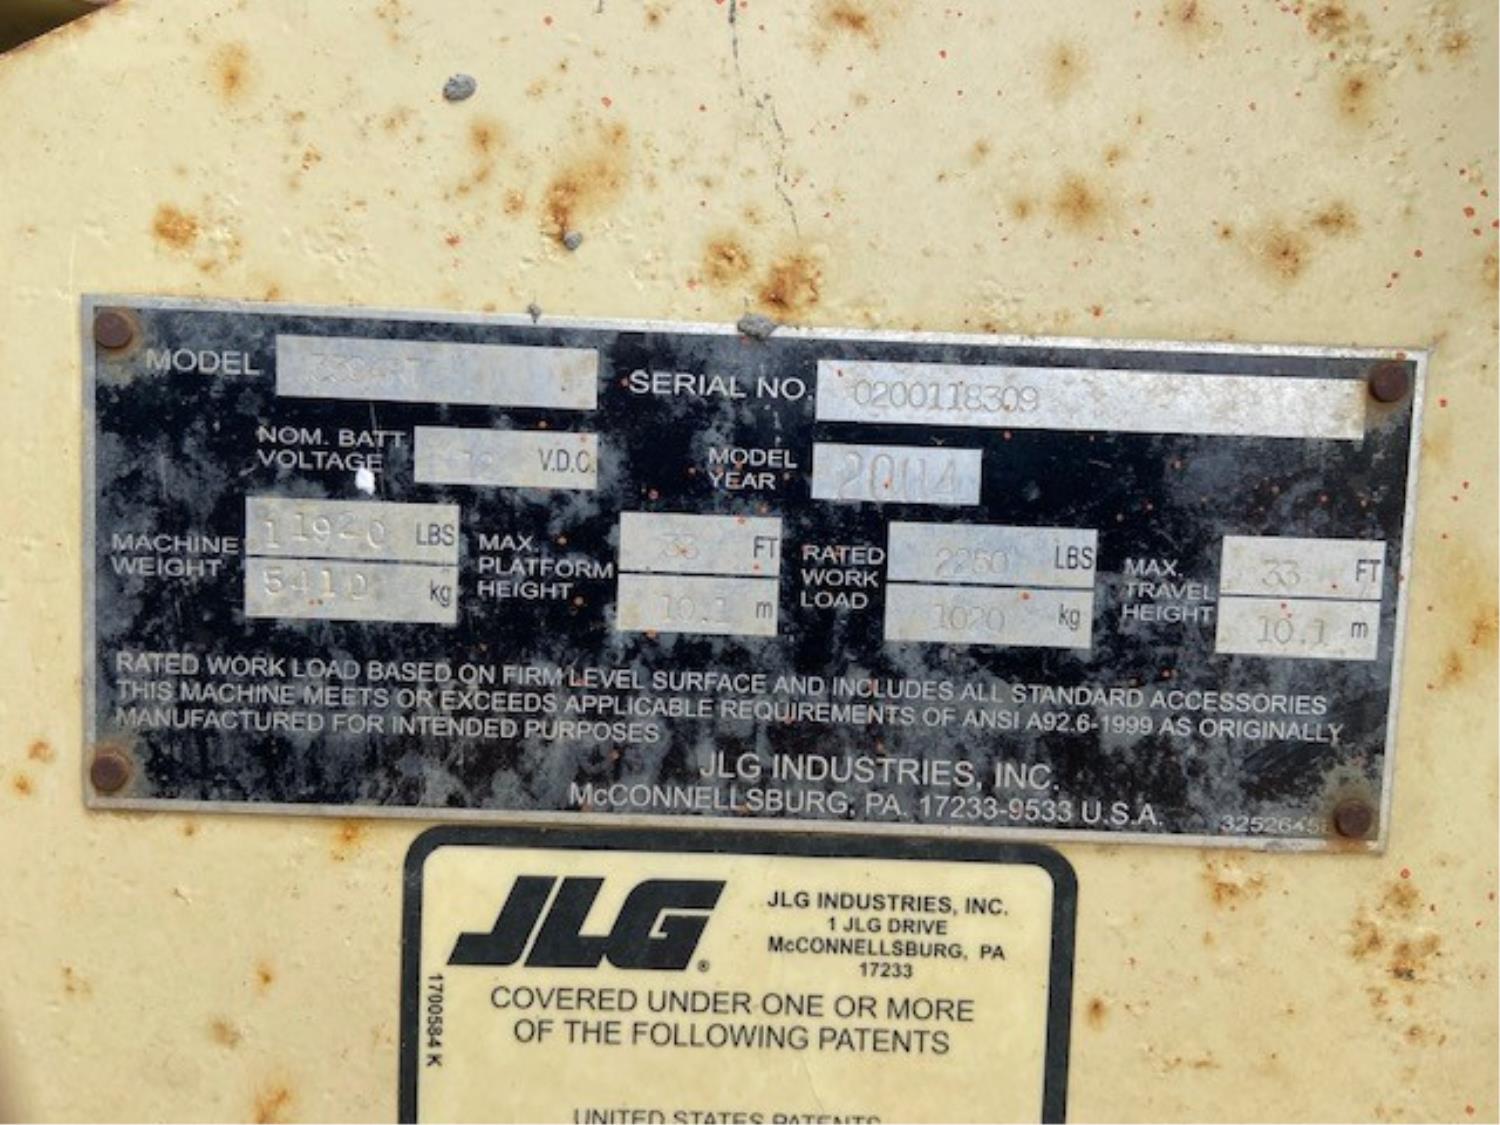 MODEL 3394RT
SERIAL NO. 0200118309
NOM. BATT VOLTAGE 12 V.D.C.
MODEL YEAR 2004
MACHINE WEIGHT 11920 LBS
5410 kg
MAX. PLATFORM HEIGHT 33 FT
10.1 m
RATED WORK LOAD 2250 LBS
1020 kg
MAX. TRAVEL HEIGHT 33 FT
10.1 m
RATED WORK LOAD BASED ON FIRM LEVEL SURFACE AND INCLUDES ALL STANDARD ACCESSORIES
THIS MACHINE MEETS OR EXCEEDS APPLICABLE REQUIREMENTS OF ANSI A92.6-1999 AS ORIGINALLY
MANUFACTURED FOR INTENDED PURPOSES
JLG INDUSTRIES, INC.
McCONNELLSBURG, PA. 17233-9533 U.S.A.
JLG®
JLG INDUSTRIES, INC.
1 JLG DRIVE
McCONNELLSBURG, PA
17233
1700584 K
COVERED UNDER ONE OR MORE
OF THE FOLLOWING PATENTS
UNITED STATES PATENTS